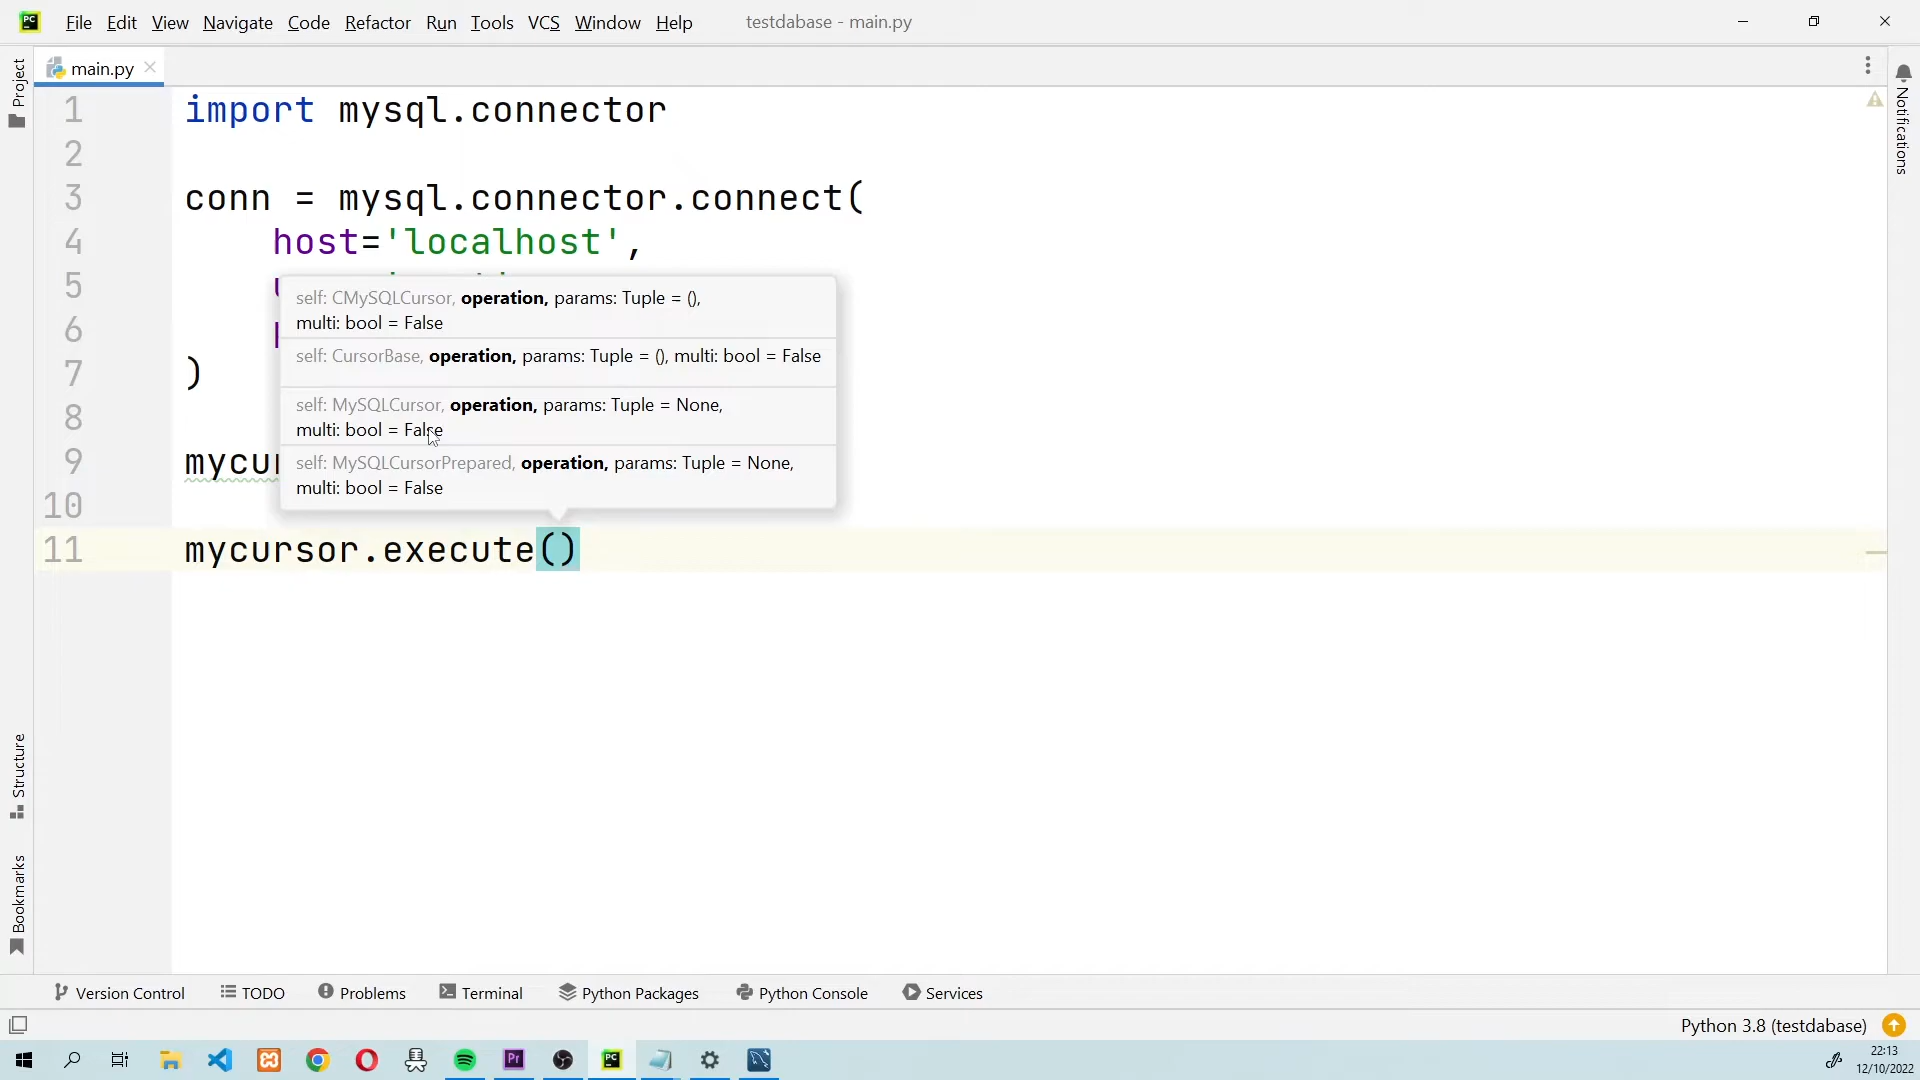 File Edit View Navigate Code Refactor Run Tools VCS Window Help testdabase - main.py
main.py
Project
Notifications
1 import mysql.connector
2
3 conn = mysql.connector.connect(
4 host='localhost',
5
6
7 )
8
9 mycur
10
11 mycursor.execute()
self: CMySQLCursor, operation, params: Tuple = (),
multi: bool = False
self: CursorBase, operation, params: Tuple = (), multi: bool = False
self: MySQLCursor, operation, params: Tuple = None,
multi: bool = False
self: MySQLCursorPrepared, operation, params: Tuple = None,
multi: bool = False
Structure
Bookmarks
Version Control TODO Problems Terminal Python Packages Python Console Services
Python 3.8 (testdabase)
PC
Pr
PC
22:13
12/10/2022